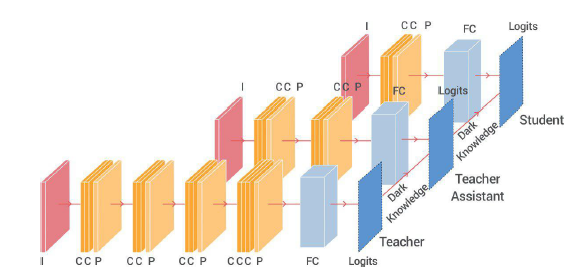 I
C C P
FC
Logits
I
C C P
C C P
FC
Logits
Dark
Knowledge
Student
Dark
Knowledge
Teacher
Assistant
Teacher
I
C C P
C C P
C C P
C C C P
FC
Logits